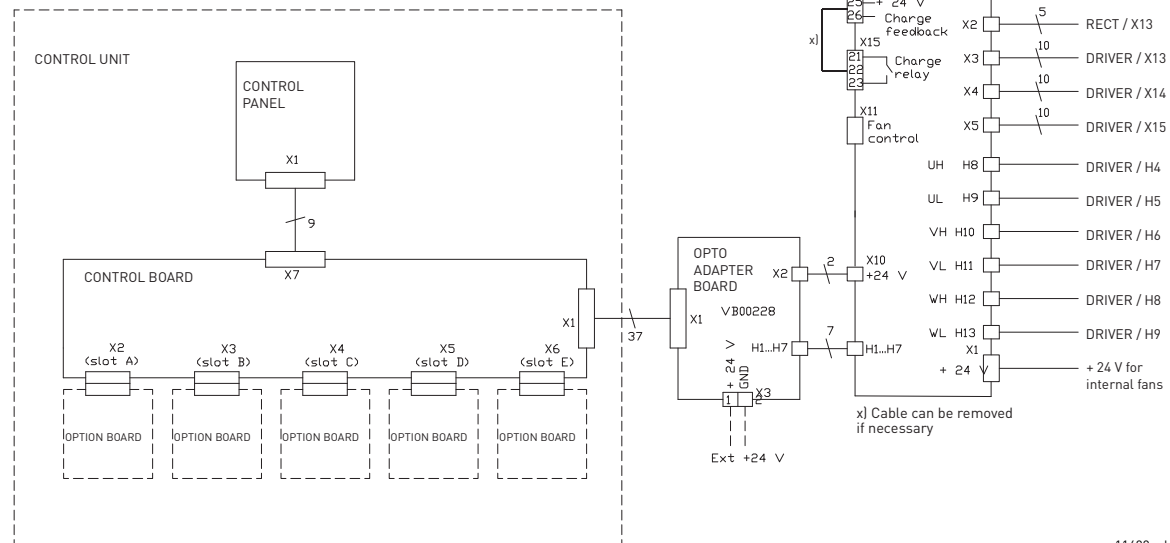 CONTROL UNIT
CONTROL
PANEL
X1
9
X7
CONTROL BOARD
X1
37
X2
(slot A)
X3
(slot B)
X4
(slot C)
X5
(slot D)
X6
(slot E)
OPTION BOARD
OPTION BOARD
OPTION BOARD
OPTION BOARD
OPTION BOARD
OPTO
ADAPTER
BOARD
VB00228
X1
X2
2
X10
+24 V
H1...H7
7
H1...H7
+ 24 V
GND
X3
1
2
Ext +24 V
25
+ 24 V
26
Charge
feedback
x)
X15
21
22
23
Charge
relay
X11
Fan
control
X2
5
RECT / X13
X3
10
DRIVER / X13
X4
10
DRIVER / X14
X5
10
DRIVER / X15
UH H8
DRIVER / H4
UL H9
DRIVER / H5
VH H10
DRIVER / H6
VL H11
DRIVER / H7
WH H12
DRIVER / H8
WL H13
DRIVER / H9
X1
+ 24 V
+ 24 V for
internal fans
x) Cable can be removed
if necessary